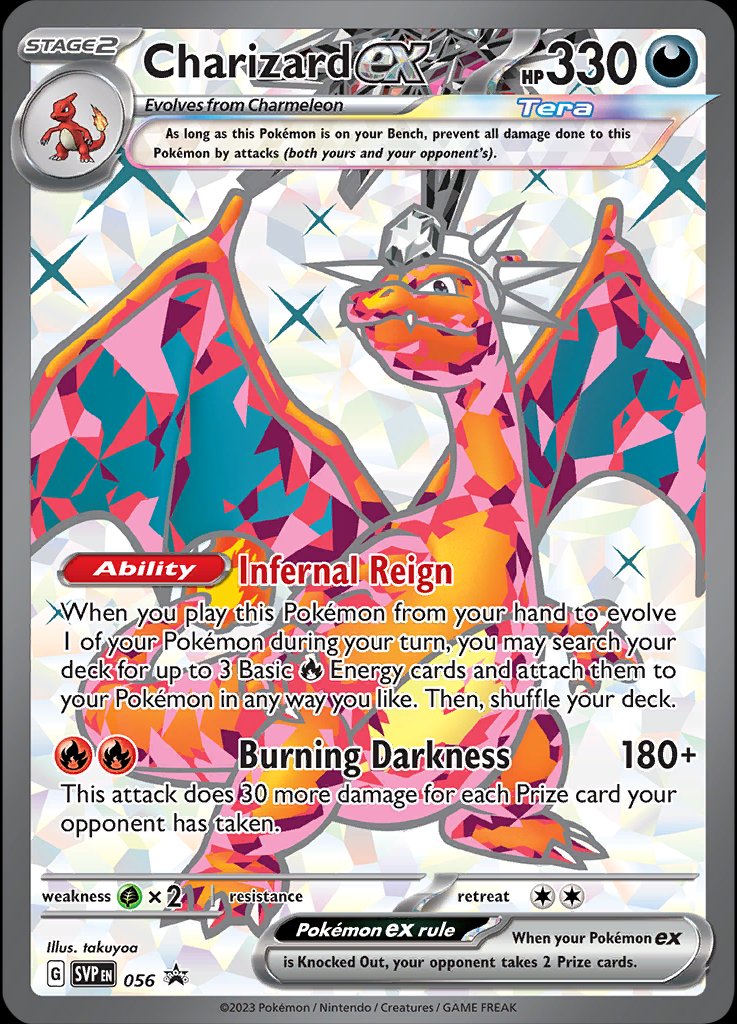 STAGE2
Charizard ex HP330
Evolves from Charmeleon
Tera
As long as this Pokémon is on your Bench, prevent all damage done to this
Pokémon by attacks (both yours and your opponent's).
Ability Infernal Reign
When you play this Pokémon from your hand to evolve
1 of your Pokémon during your turn, you may search your
deck for up to 3 Basic Energy cards and attach them to
your Pokémon in any way you like. Then, shuffle your deck.
Burning Darkness 180+
This attack does 30 more damage for each Prize card your
opponent has taken.
weakness ×2 resistance retreat
Illus. takuyoa
Pokémon ex rule
When your Pokémon ex
is Knocked Out, your opponent takes 2 Prize cards.
G SVP EN 056
©2023 Pokémon / Nintendo / Creatures / GAME FREAK